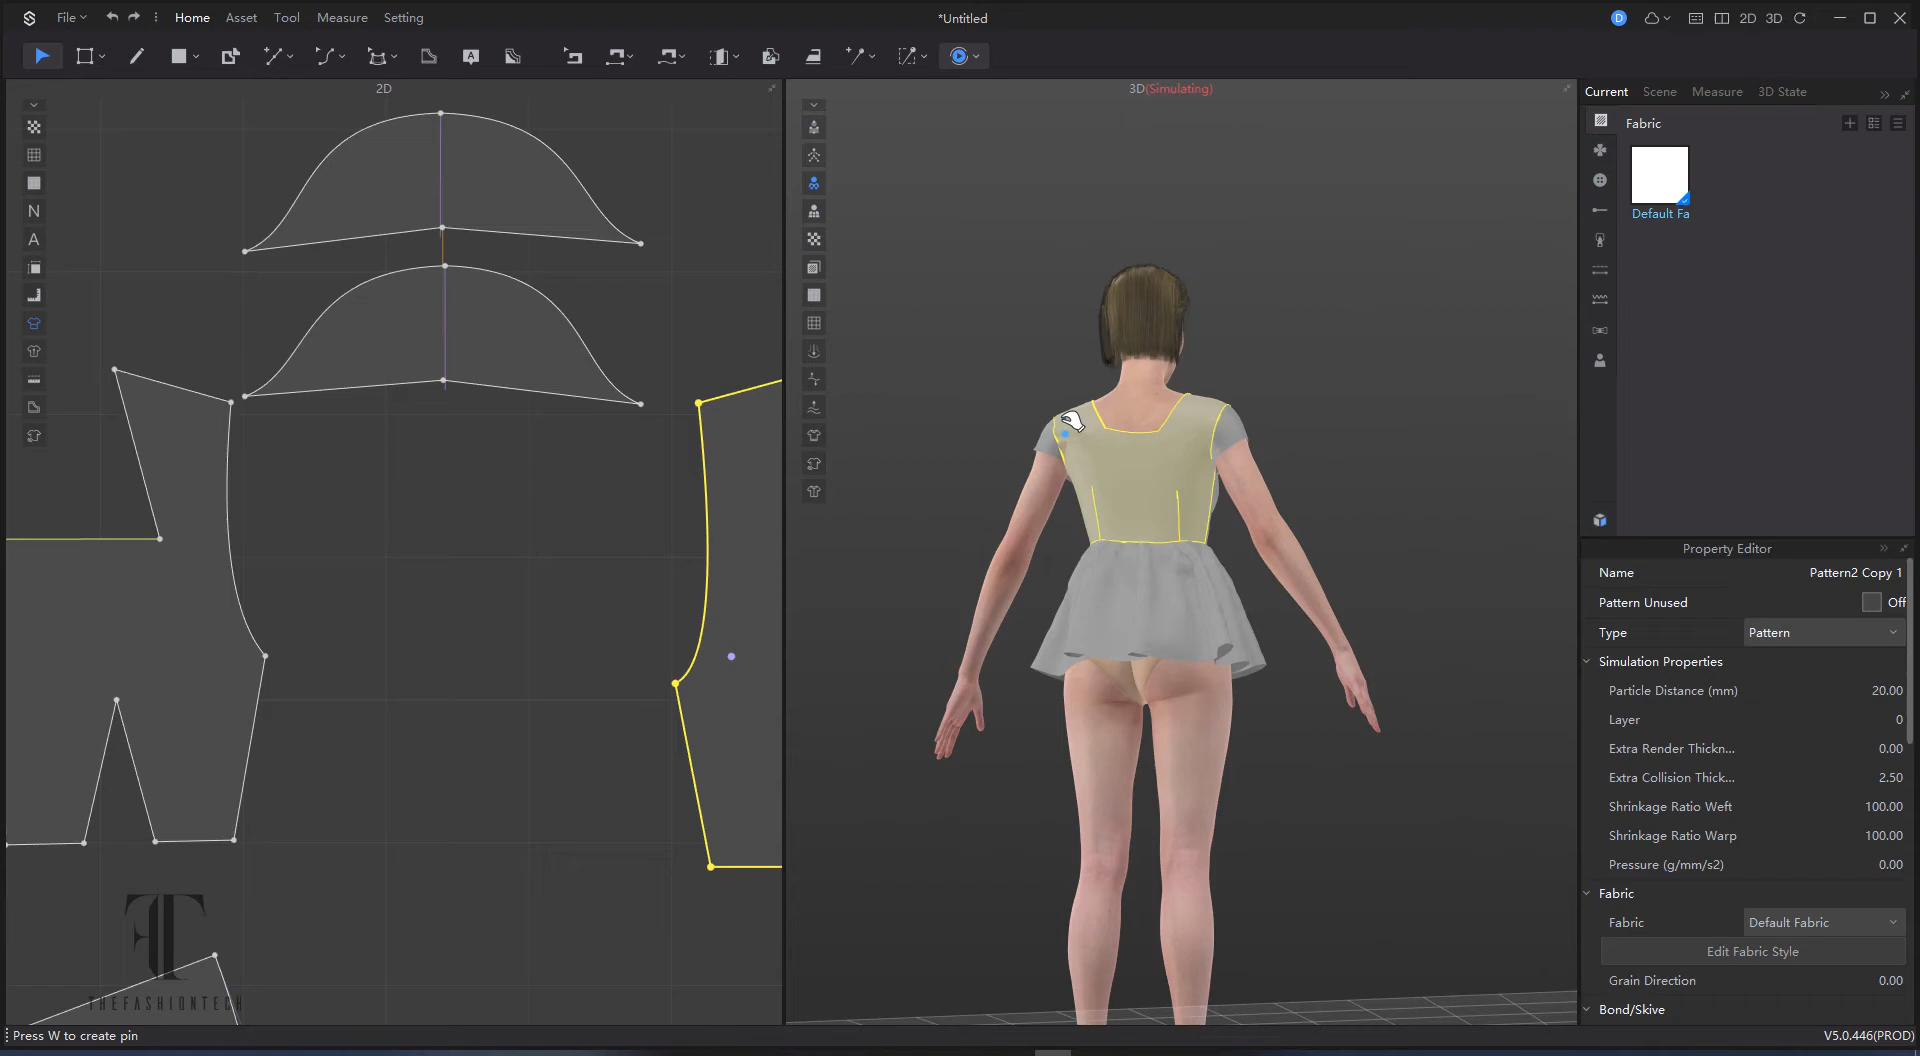 File
Home
Asset
Tool
Measure
Setting
*Untitled
D
2D
3D
A
2D
3D(Simulating)
N
A
Current
Scene
Measure
3D State
Fabric
Default Fa
Property Editor
Name
Pattern2 Copy 1
Pattern Unused
Off
Type
Pattern
Simulation Properties
Particle Distance (mm)
20.00
Layer
0
Extra Render Thickn...
0.00
Extra Collision Thick...
2.50
Shrinkage Ratio Weft
100.00
Shrinkage Ratio Warp
100.00
Pressure (g/mm/s2)
0.00
Fabric
Fabric
Default Fabric
Edit Fabric Style
Grain Direction
0.00
Bond/Skive
THEFASHIONTECH
Press W to create pin
V5.0.446(PROD)